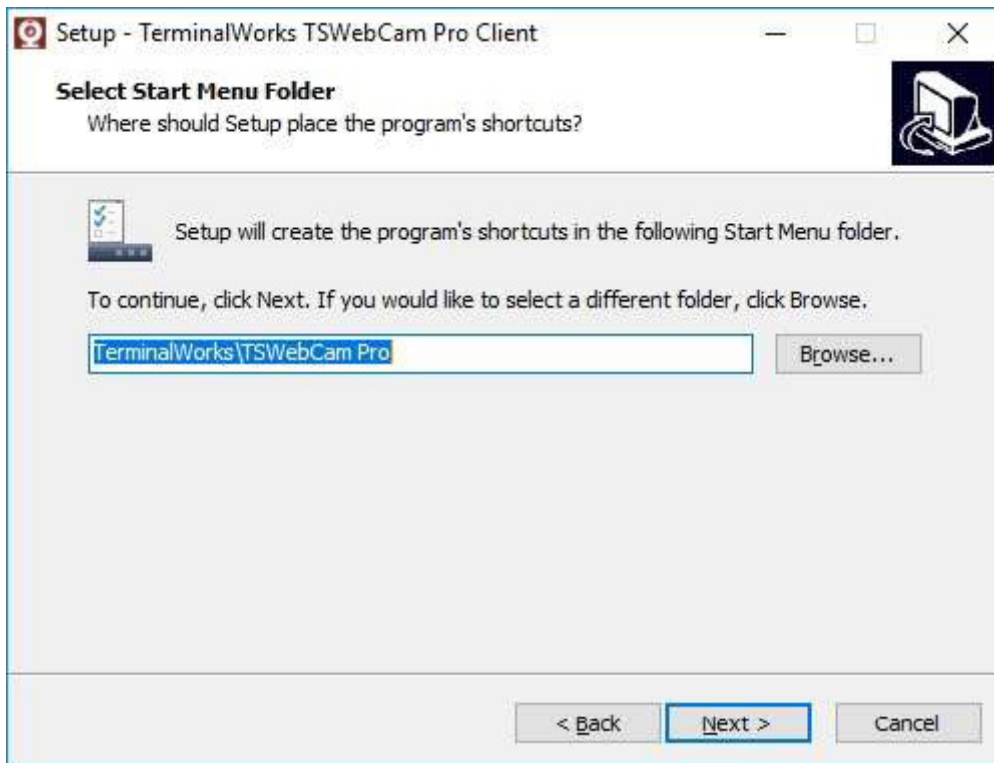 Setup - TerminalWorks TSWebCam Pro Client
Select Start Menu Folder
Where should Setup place the program's shortcuts?
Setup will create the program's shortcuts in the following Start Menu folder.
To continue, click Next. If you would like to select a different folder, click Browse.
TerminalWorks\TSWebCam Pro
Browse...
< Back
Next >
Cancel